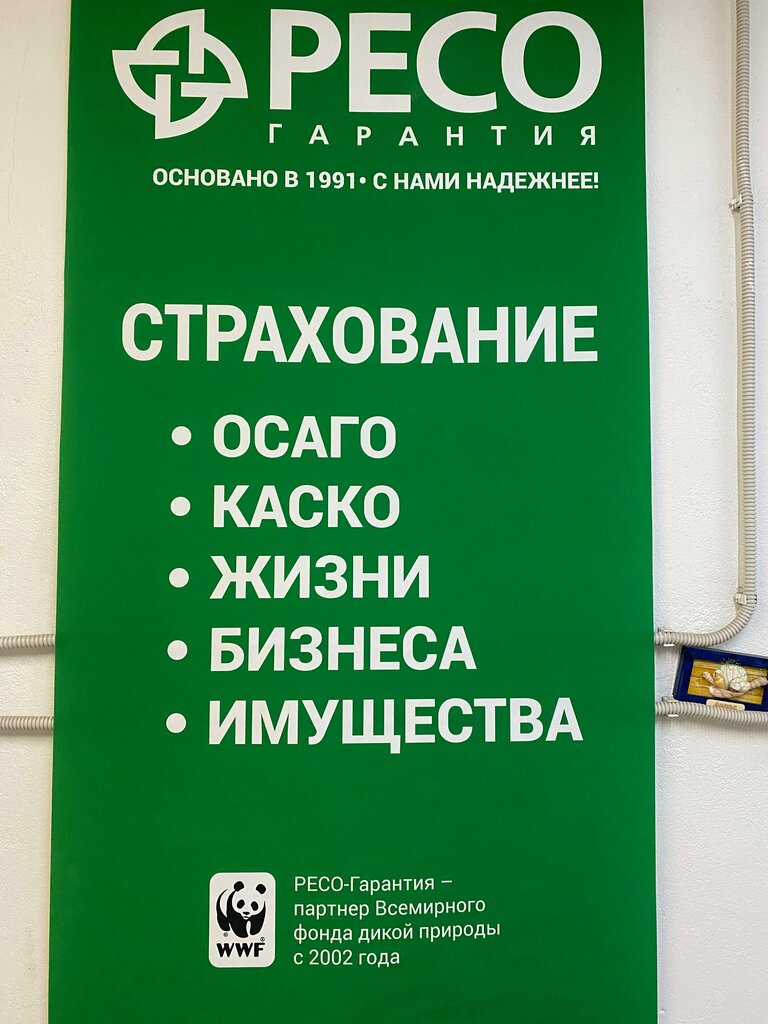 РЕСО
ГАРАНТИЯ
ОСНОВАНО В 1991• С НАМИ НАДЕЖНЕЕ!
СТРАХОВАНИЕ
• ОСАГО
• КАСКО
• ЖИЗНИ
• БИЗНЕСА
• ИМУЩЕСТВА
WWF
РЕСО-Гарантия –
партнер Всемирного
фонда дикой природы
с 2002 года